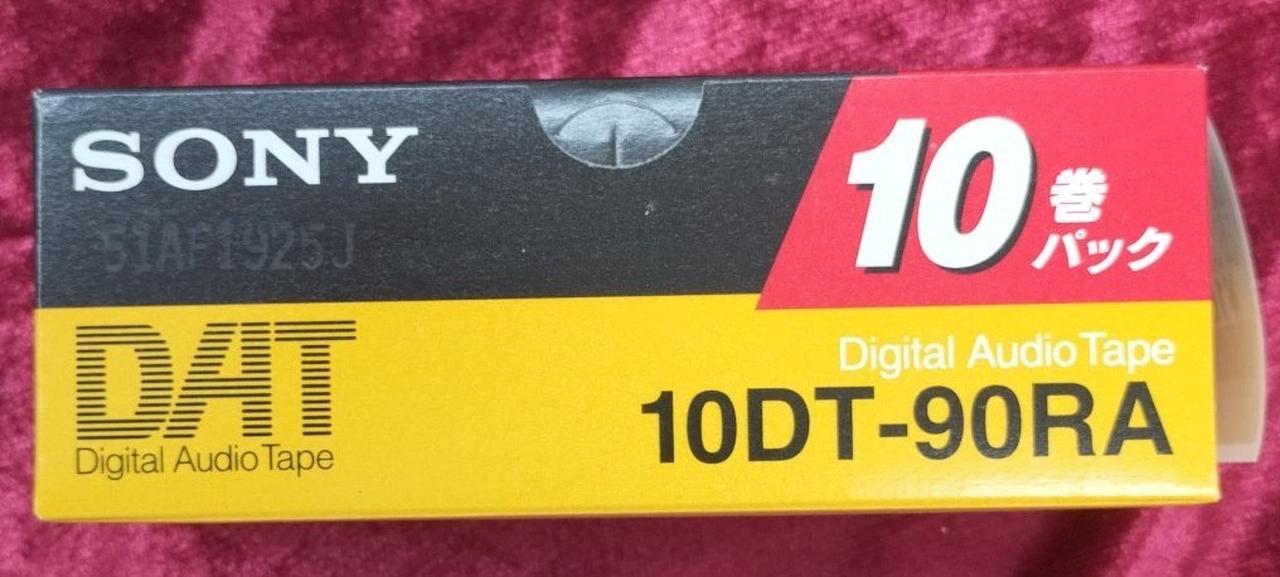 SONY
51AF1925J
10
巻
パック
DAT
Digital Audio Tape
Digital Audio Tape
10DT-90RA